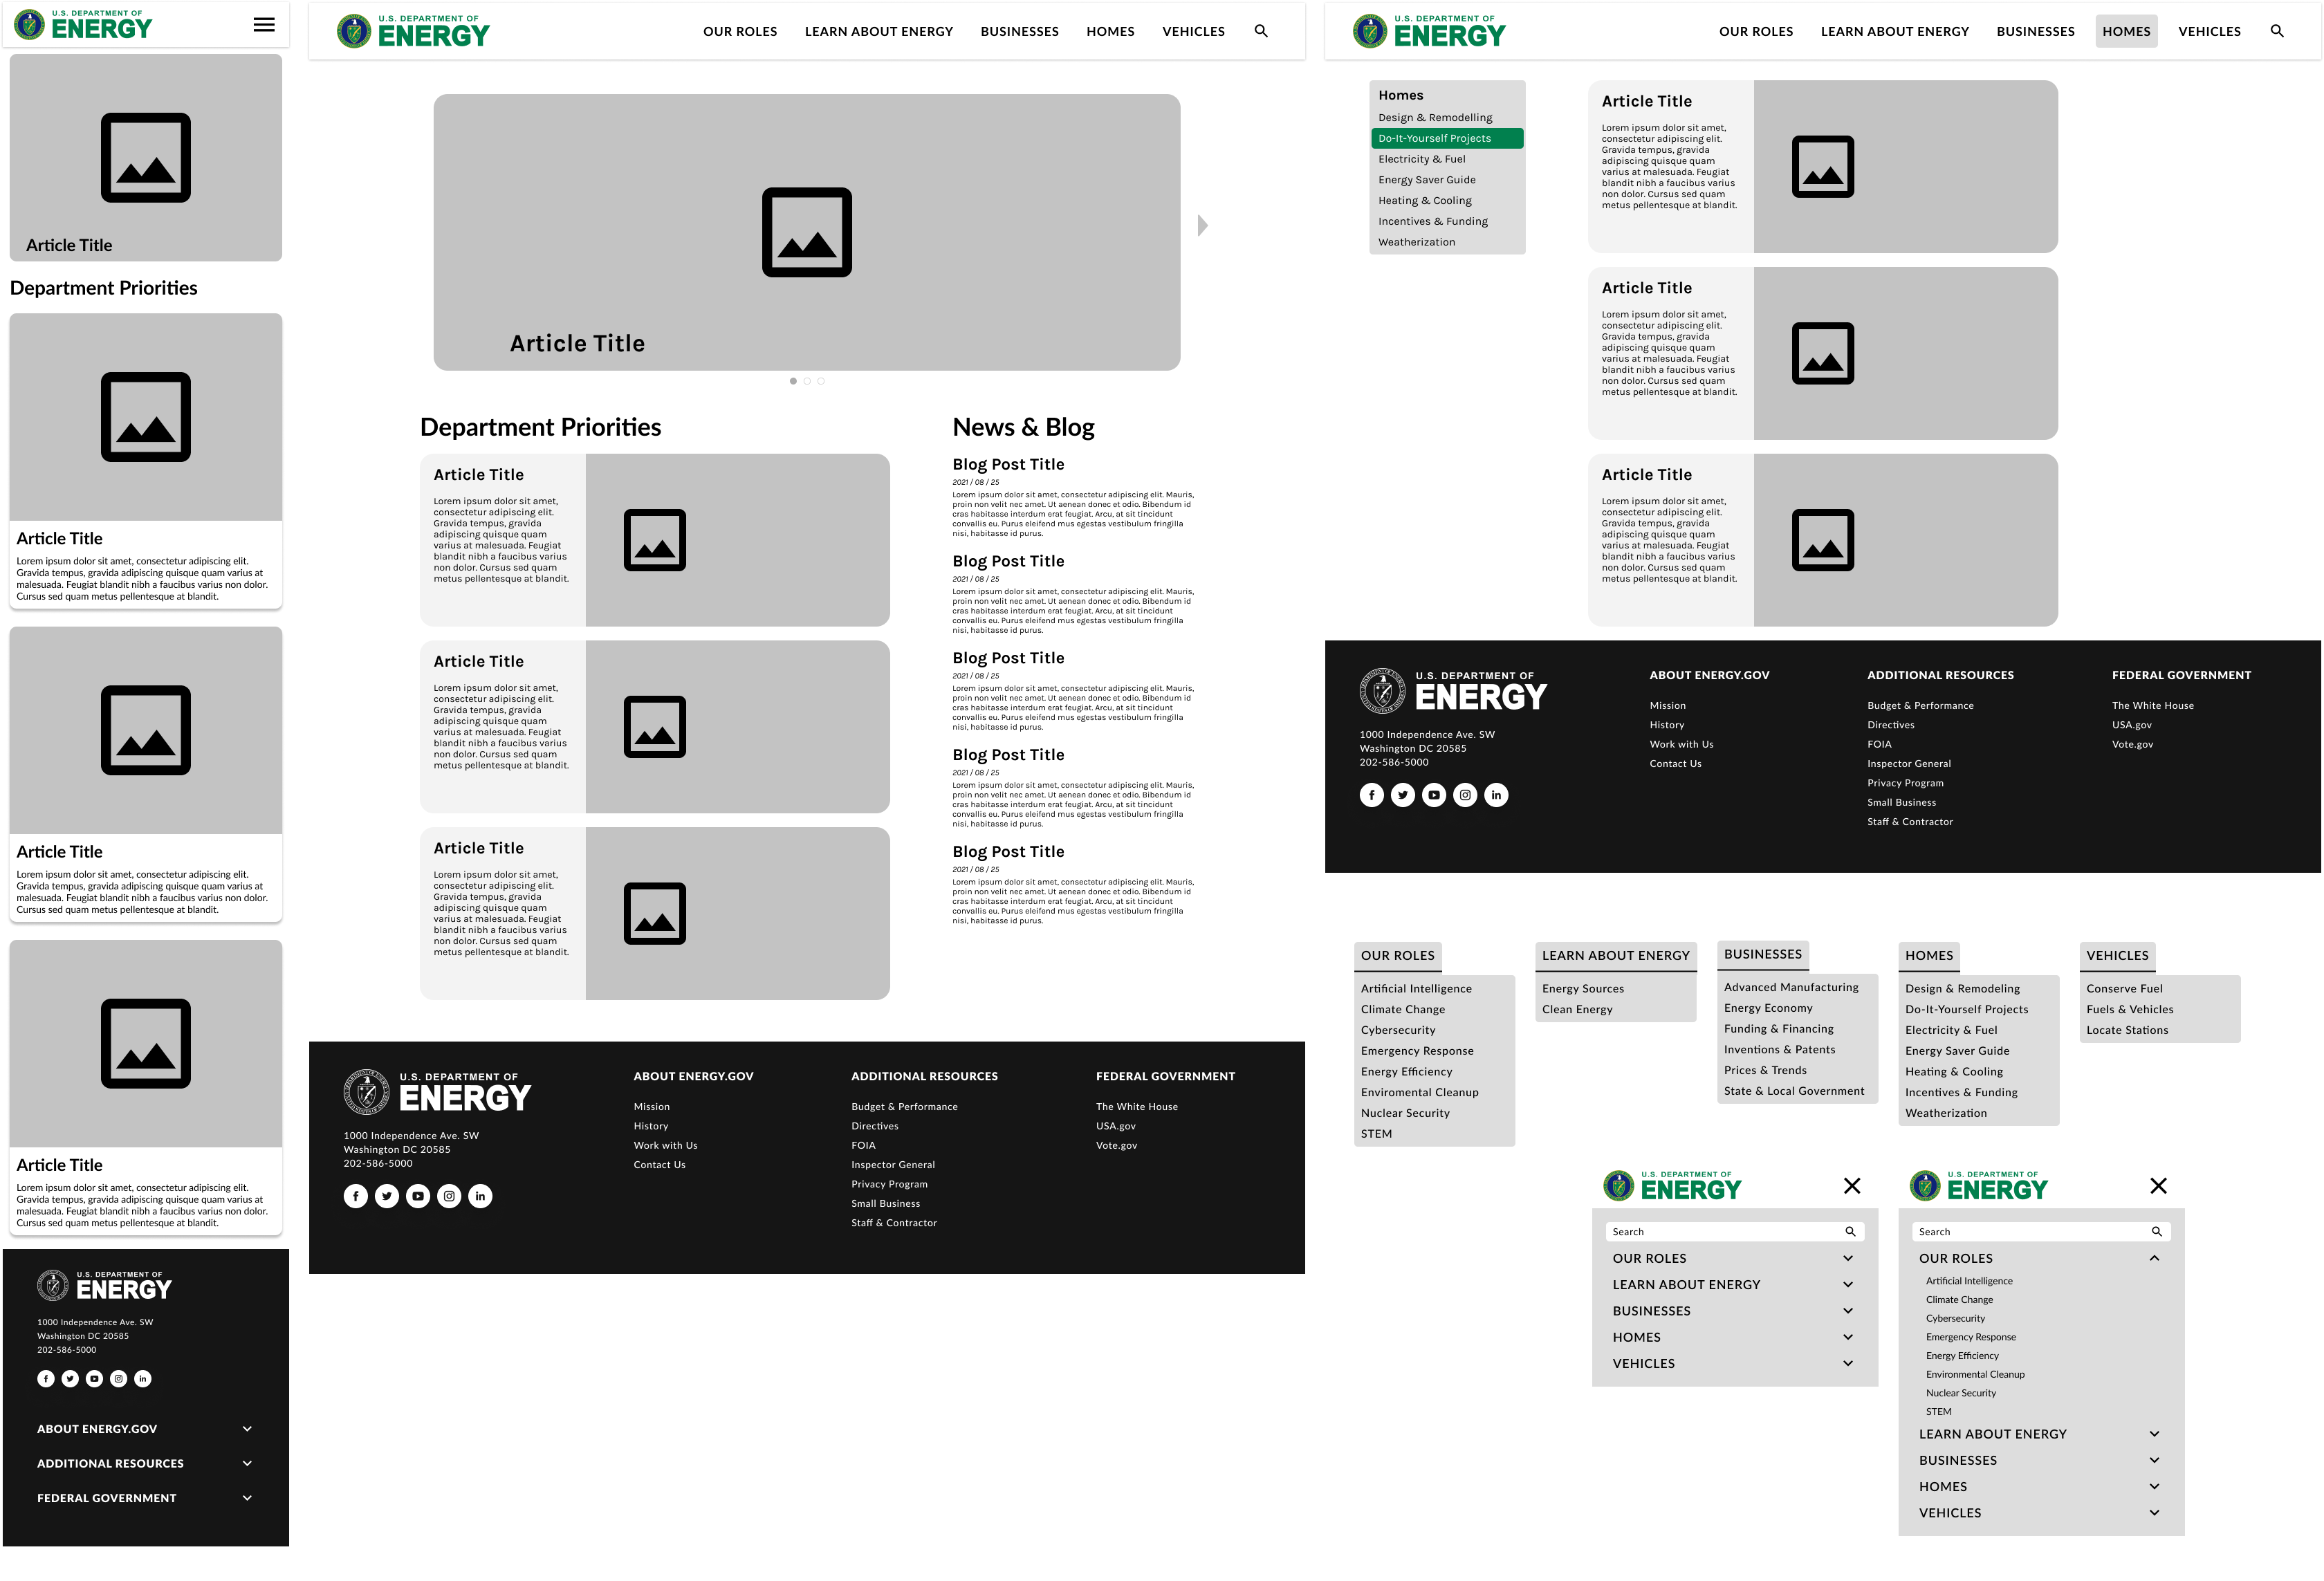 U.S. DEPARTMENT OF
ENERGY
Article Title
Department Priorities
Article Title
Lorem ipsum dolor sit amet, consectetur adipiscing elit.
Gravida tempus, gravida adipiscing quisque quam varius at
malesuada. Feugiat blandit nibh a faucibus varius non dolor.
Cursus sed quam metus pellentesque at blandit.
Article Title
Lorem ipsum dolor sit amet, consectetur adipiscing elit.
Gravida tempus, gravida adipiscing quisque quam varius at
malesuada. Feugiat blandit nibh a faucibus varius non dolor.
Cursus sed quam metus pellentesque at blandit.
Article Title
Lorem ipsum dolor sit amet, consectetur adipiscing elit.
Gravida tempus, gravida adipiscing quisque quam varius at
malesuada. Feugiat blandit nibh a faucibus varius non dolor.
Cursus sed quam metus pellentesque at blandit.
U.S. DEPARTMENT OF
ENERGY
1000 Independence Ave. SW
Washington DC 20585
202-586-5000
ABOUT ENERGY.GOV
ADDITIONAL RESOURCES
FEDERAL GOVERNMENT
U.S. DEPARTMENT OF
ENERGY
OUR ROLES LEARN ABOUT ENERGY BUSINESSES HOMES VEHICLES
Article Title
Department Priorities
Article Title
Lorem ipsum dolor sit amet,
consectetur adipiscing elit.
Gravida tempus, gravida
adipiscing quisque quam
varius at malesuada. Feugiat
blandit nibh a faucibus varius
non dolor. Cursus sed quam
metus pellentesque at blandit.
Article Title
Lorem ipsum dolor sit amet,
consectetur adipiscing elit.
Gravida tempus, gravida
adipiscing quisque quam
varius at malesuada. Feugiat
blandit nibh a faucibus varius
non dolor. Cursus sed quam
metus pellentesque at blandit.
Article Title
Lorem ipsum dolor sit amet,
consectetur adipiscing elit.
Gravida tempus, gravida
adipiscing quisque quam
varius at malesuada. Feugiat
blandit nibh a faucibus varius
non dolor. Cursus sed quam
metus pellentesque at blandit.
News & Blog
Blog Post Title
2021 / 08 / 25
Lorem ipsum dolor sit amet, consectetur adipiscing elit. Mauris,
proin non velit nec amet. Ut aenean donec et odio. Bibendum id
cras habitasse interdum erat feugiat. Arcu, at sit tincidunt
convallis eu. Purus eleifend mus egestas vestibulum fringilla
nisi, habitasse id purus.
Blog Post Title
2021 / 08 / 25
Lorem ipsum dolor sit amet, consectetur adipiscing elit. Mauris,
proin non velit nec amet. Ut aenean donec et odio. Bibendum id
cras habitasse interdum erat feugiat. Arcu, at sit tincidunt
convallis eu. Purus eleifend mus egestas vestibulum fringilla
nisi, habitasse id purus.
Blog Post Title
2021 / 08 / 25
Lorem ipsum dolor sit amet, consectetur adipiscing elit. Mauris,
proin non velit nec amet. Ut aenean donec et odio. Bibendum id
cras habitasse interdum erat feugiat. Arcu, at sit tincidunt
convallis eu. Purus eleifend mus egestas vestibulum fringilla
nisi, habitasse id purus.
Blog Post Title
2021 / 08 / 25
Lorem ipsum dolor sit amet, consectetur adipiscing elit. Mauris,
proin non velit nec amet. Ut aenean donec et odio. Bibendum id
cras habitasse interdum erat feugiat. Arcu, at sit tincidunt
convallis eu. Purus eleifend mus egestas vestibulum fringilla
nisi, habitasse id purus.
Blog Post Title
2021 / 08 / 25
Lorem ipsum dolor sit amet, consectetur adipiscing elit. Mauris,
proin non velit nec amet. Ut aenean donec et odio. Bibendum id
cras habitasse interdum erat feugiat. Arcu, at sit tincidunt
convallis eu. Purus eleifend mus egestas vestibulum fringilla
nisi, habitasse id purus.
U.S. DEPARTMENT OF
ENERGY
1000 Independence Ave. SW
Washington DC 20585
202-586-5000
ABOUT ENERGY.GOV
Mission
History
Work with Us
Contact Us
ADDITIONAL RESOURCES
Budget & Performance
Directives
FOIA
Inspector General
Privacy Program
Small Business
Staff & Contractor
FEDERAL GOVERNMENT
The White House
USA.gov
Vote.gov
U.S. DEPARTMENT OF
ENERGY
OUR ROLES LEARN ABOUT ENERGY BUSINESSES HOMES VEHICLES
Homes
Design & Remodelling
Do-It-Yourself Projects
Electricity & Fuel
Energy Saver Guide
Heating & Cooling
Incentives & Funding
Weatherization
Article Title
Lorem ipsum dolor sit amet,
consectetur adipiscing elit.
Gravida tempus, gravida
adipiscing quisque quam
varius at malesuada. Feugiat
blandit nibh a faucibus varius
non dolor. Cursus sed quam
metus pellentesque at blandit.
Article Title
Lorem ipsum dolor sit amet,
consectetur adipiscing elit.
Gravida tempus, gravida
adipiscing quisque quam
varius at malesuada. Feugiat
blandit nibh a faucibus varius
non dolor. Cursus sed quam
metus pellentesque at blandit.
Article Title
Lorem ipsum dolor sit amet,
consectetur adipiscing elit.
Gravida tempus, gravida
adipiscing quisque quam
varius at malesuada. Feugiat
blandit nibh a faucibus varius
non dolor. Cursus sed quam
metus pellentesque at blandit.
U.S. DEPARTMENT OF
ENERGY
1000 Independence Ave. SW
Washington DC 20585
202-586-5000
ABOUT ENERGY.GOV
Mission
History
Work with Us
Contact Us
ADDITIONAL RESOURCES
Budget & Performance
Directives
FOIA
Inspector General
Privacy Program
Small Business
Staff & Contractor
FEDERAL GOVERNMENT
The White House
USA.gov
Vote.gov
OUR ROLES
Artificial Intelligence
Climate Change
Cybersecurity
Emergency Response
Energy Efficiency
Enviromental Cleanup
Nuclear Security
STEM
LEARN ABOUT ENERGY
Energy Sources
Clean Energy
BUSINESSES
Advanced Manufacturing
Energy Economy
Funding & Financing
Inventions & Patents
Prices & Trends
State & Local Government
HOMES
Design & Remodeling
Do-It-Yourself Projects
Electricity & Fuel
Energy Saver Guide
Heating & Cooling
Incentives & Funding
Weatherization
VEHICLES
Conserve Fuel
Fuels & Vehicles
Locate Stations
U.S. DEPARTMENT OF
ENERGY
Search
OUR ROLES
LEARN ABOUT ENERGY
BUSINESSES
HOMES
VEHICLES
U.S. DEPARTMENT OF
ENERGY
Search
OUR ROLES
Artificial Intelligence
Climate Change
Cybersecurity
Emergency Response
Energy Efficiency
Environmental Cleanup
Nuclear Security
STEM
LEARN ABOUT ENERGY
BUSINESSES
HOMES
VEHICLES